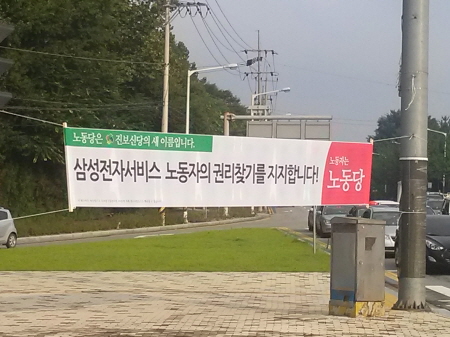 노동당은 진보신당의 새 이름입니다.
삼성전자서비스 노동자의 권리찾기를 지지합니다!
노동자는
노동당